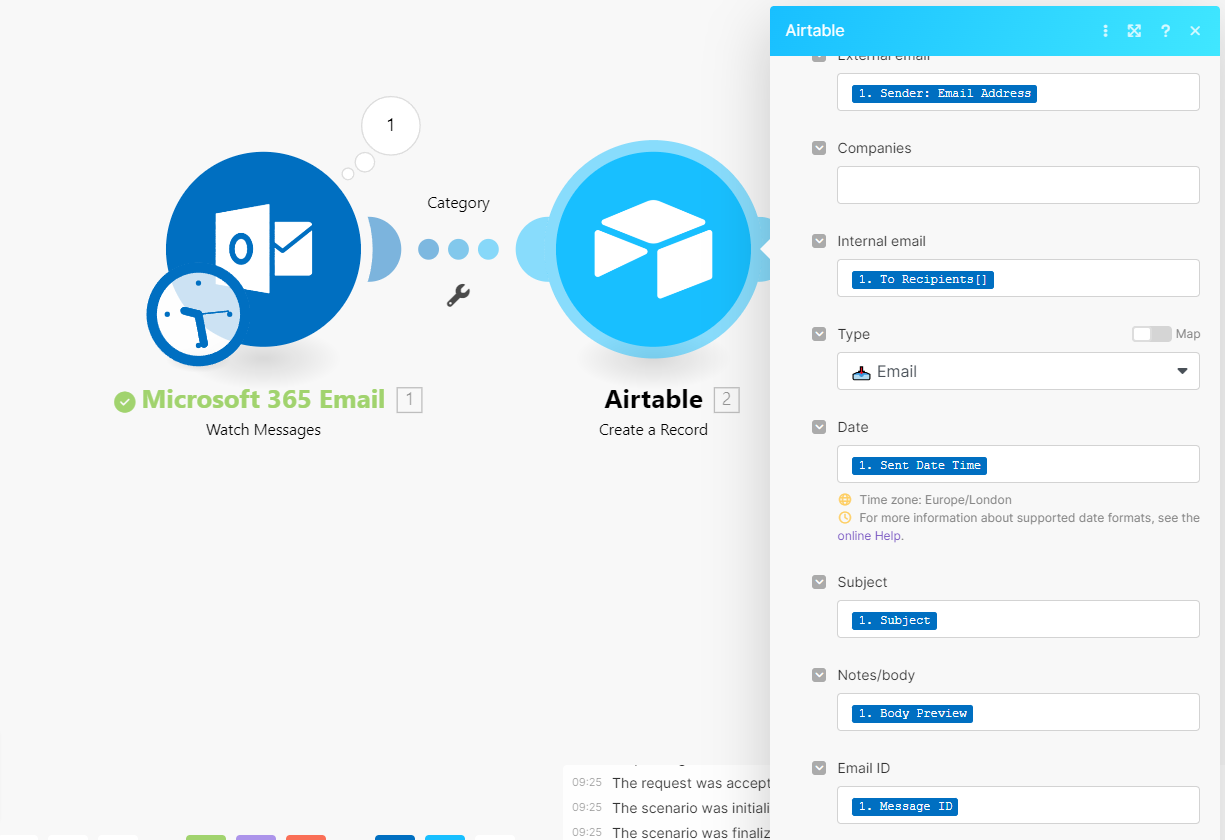 Airtable
?
External email
1. Sender: Email Address
Companies
Internal email
1. To Recipients[]
Type
Map
Email
Date
1. Sent Date Time
Time zone: Europe/London
For more information about supported date formats, see the
online Help.
Subject
1. Subject
Notes/body
1. Body Preview
Email ID
1. Message ID
1
Category
Microsoft 365 Email
1
Watch Messages
Airtable
2
Create a Record
09:25 The request was accept
09:25 The scenario was initiali
09:25 The scenario was finaliz